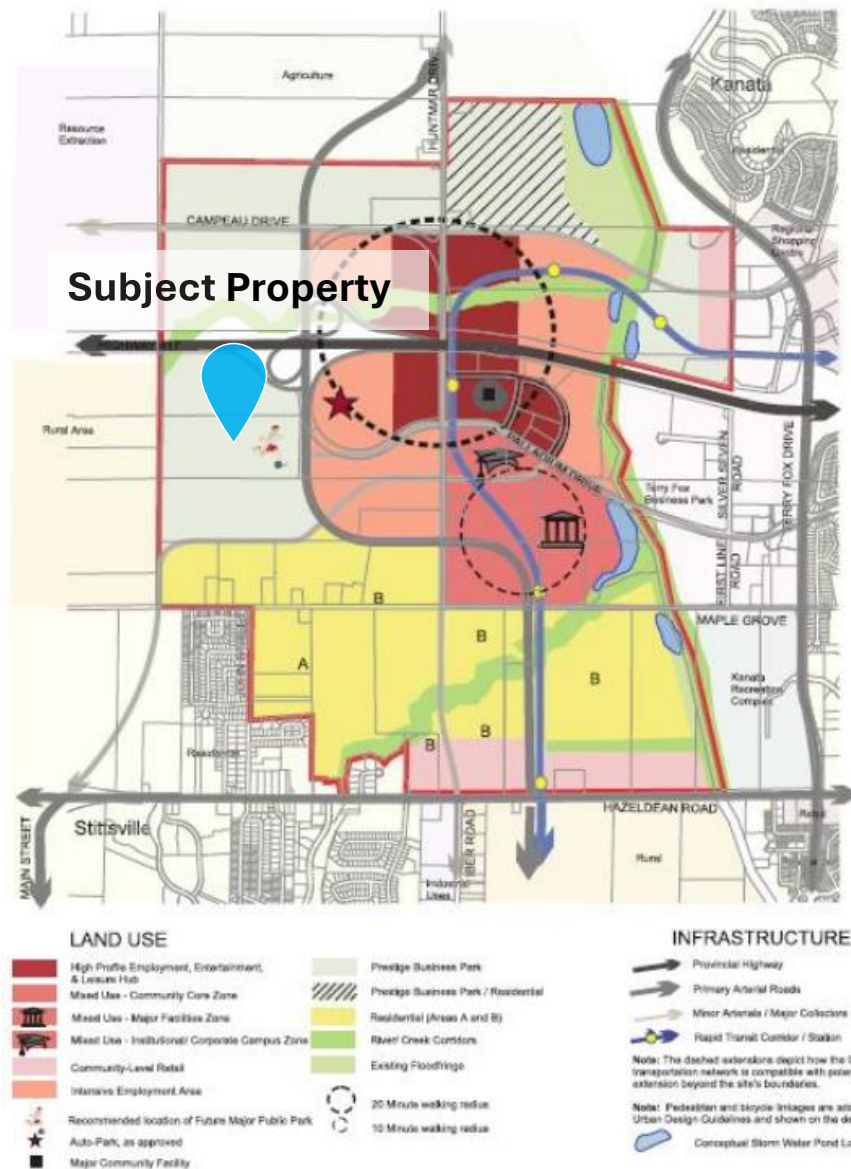 Agriculture
Kanata
Resource
Extraction
HUNTMAR DRIVE
Residential
CAMPEAU DRIVE
Regional
Shopping
Centre
Subject Property
Rural Area
PALLADIUM DRIVE
Terry Fox
Business Park
FIRST LINE ROAD
SILVER SEVEN ROAD
TERRY FOX DRIVE
B
MAPLE GROVE
B
A
B
Kanata
Recreation
Complex
B
B
Residential
HAZELDEAN ROAD
Stittsville
MAIN STREET
Rural
Industrial
Uses
LAND USE
High Profile Employment, Entertainment,
& Leisure Hub
Mixed Use - Community Core Zone
Mixed Use - Major Facilities Zone
Mixed Use - Institutional/ Corporate Campus Zone
Community-Level Retail
Intensive Employment Area
Recommended location of Future Major Public Park
Auto-Park, as approved
Major Community Facility
Prestige Business Park
Prestige Business Park / Residential
Residential (Areas A and B)
River/ Creek Corridors
Existing Floodfringe
20 Minute walking radius
10 Minute walking radius
INFRASTRUCTURE
Provincial Highway
Primary Arterial Roads
Minor Arterials / Major Collectors
Rapid Transit Corridor / Station
Note: The dashed extensions depict how the
transportation network is compatible with
extension beyond the site's boundaries.
Note: Pedestrian and bicycle linkages are
Urban Design Guidelines and shown on the
Conceptual Storm Water Pond